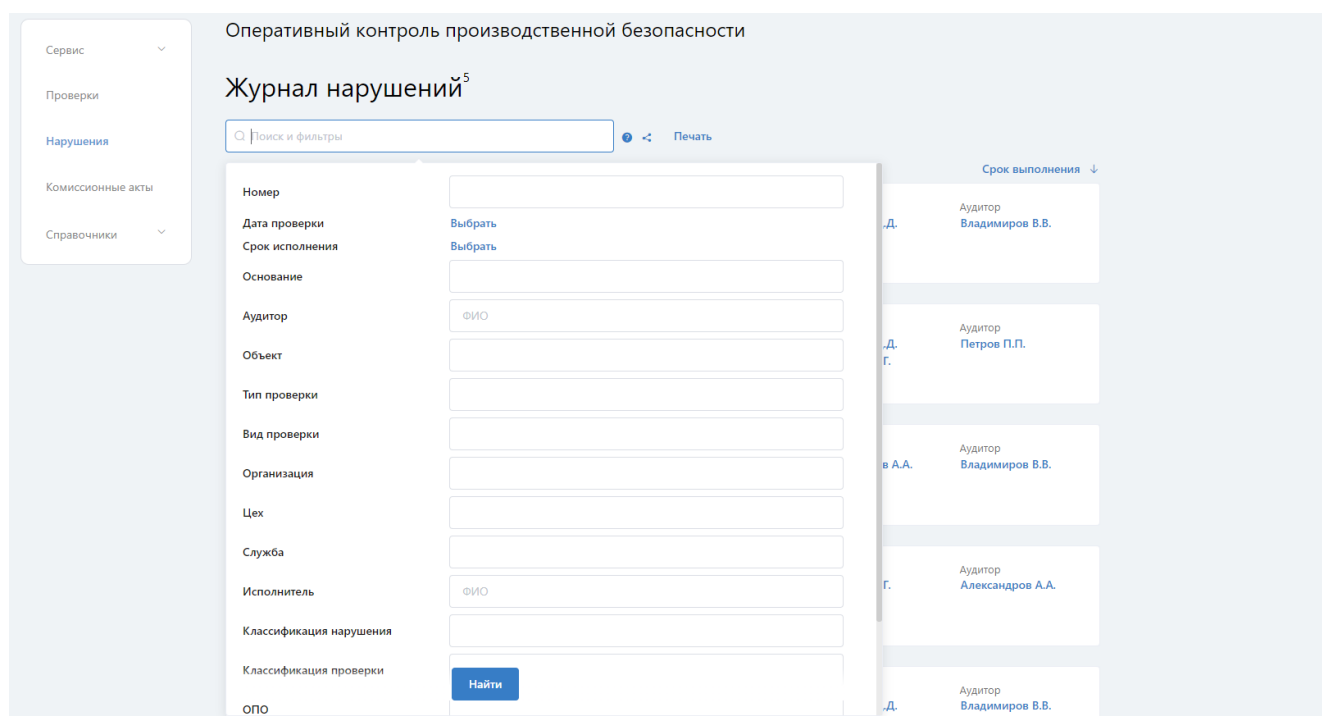 Оперативный контроль производственной безопасности
Сервис
Проверки
Нарушения
Комиссионные акты
Справочники
Журнал нарушений5
Поиск и фильтры
Печать
Срок выполнения ↓
Номер
Дата проверки Выбрать
Срок исполнения Выбрать
Основание
Аудитор ФИО
Объект
Тип проверки
Вид проверки
Организация
Цех
Служба
Исполнитель ФИО
Классификация нарушения
Классификация проверки
Найти
ОПО
Аудитор
.Д. Владимиров В.В.
Аудитор
.Д. Петров П.П.
Г.
Аудитор
в А.А. Владимиров В.В.
Аудитор
Г. Александров А.А.
Аудитор
.Д. Владимиров В.В.